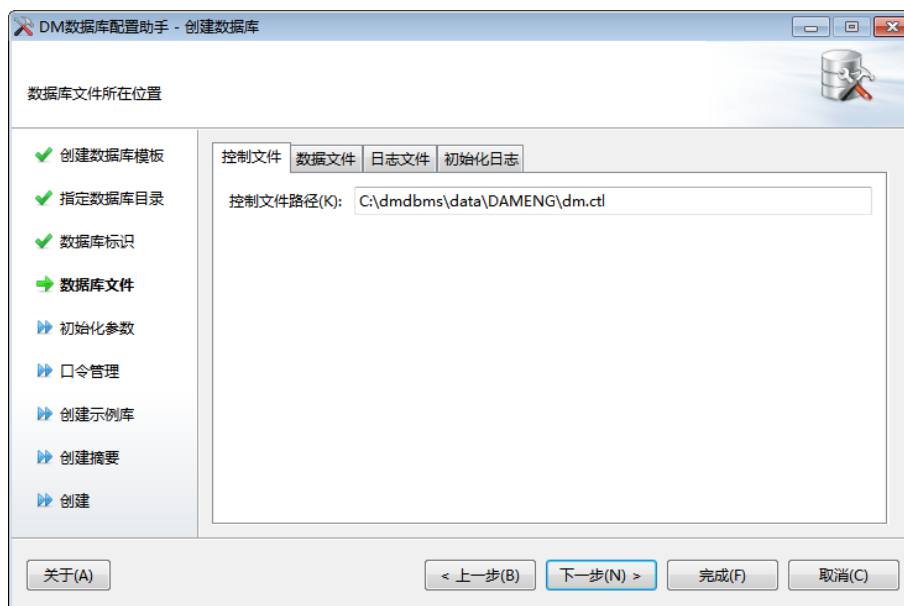 DM数据库配置助手 - 创建数据库
数据库文件所在位置
创建数据库模板
指定数据库目录
数据库标识
数据库文件
初始化参数
口令管理
创建示例库
创建摘要
创建
控制文件 数据文件 日志文件 初始化日志
控制文件路径(K): C:\dmdbms\data\DAMENG\dm.ctl
关于(A) < 上一步(B) 下一步(N) > 完成(F) 取消(C)